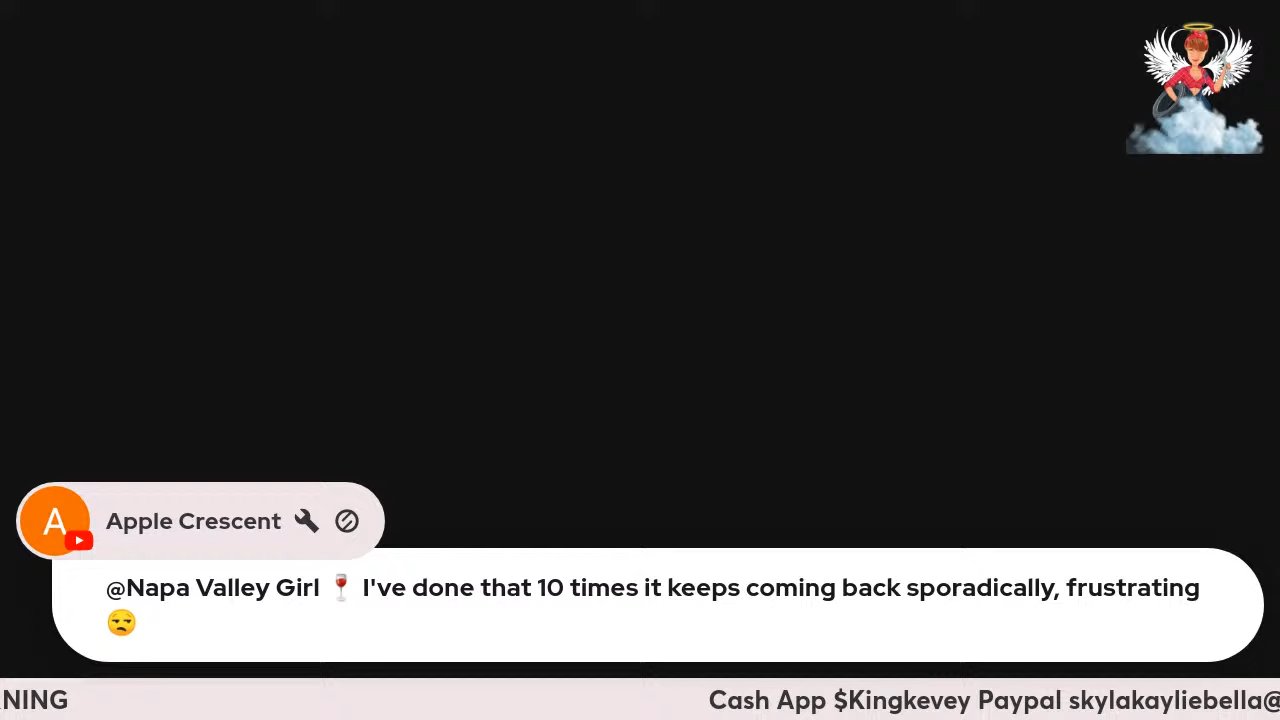 A
Apple Crescent
@Napa Valley Girl 🍷 I've done that 10 times it keeps coming back sporadically, frustrating
😒
NING Cash App $Kingkevey Paypal skylakayliebella@